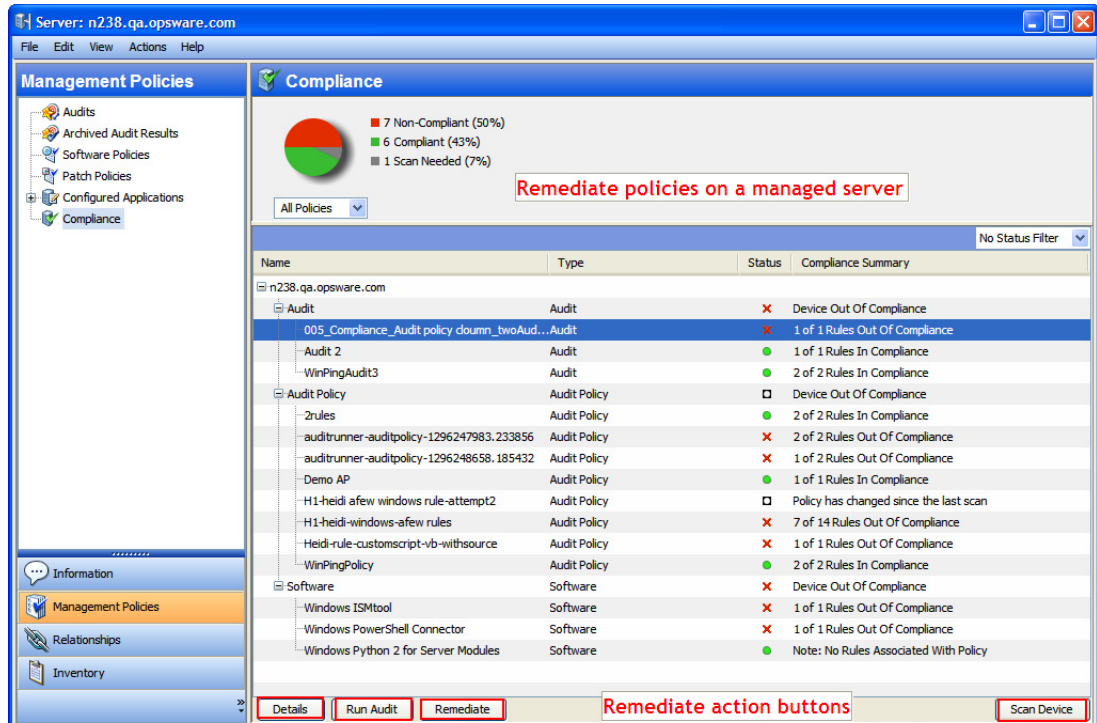 Server: n238.qa.opsware.com
File Edit View Actions Help
Management Policies
Audits
Archived Audit Results
Software Policies
Patch Policies
Configured Applications
Compliance
Information
Management Policies
Relationships
Inventory
Compliance
7 Non-Compliant (50%)
6 Compliant (43%)
1 Scan Needed (7%)
Remediate policies on a managed server
All Policies
No Status Filter
Name Type Status Compliance Summary
n238.qa.opsware.com
Audit Audit Device Out Of Compliance
005_Compliance_Audit policy cloumn_twoAud... Audit 1 of 1 Rules Out Of Compliance
Audit 2 Audit 1 of 1 Rules In Compliance
WinPingAudit3 Audit 2 of 2 Rules In Compliance
Audit Policy Audit Policy Device Out Of Compliance
2rules Audit Policy 2 of 2 Rules In Compliance
auditrunner-auditpolicy-1296247983.233856 Audit Policy 2 of 2 Rules Out Of Compliance
auditrunner-auditpolicy-1296248658.185432 Audit Policy 1 of 2 Rules Out Of Compliance
Demo AP Audit Policy 1 of 1 Rules In Compliance
H1-heidi afew windows rule-attempt2 Audit Policy Policy has changed since the last scan
H1-heidi-windows-afew rules Audit Policy 7 of 14 Rules Out Of Compliance
Heidi-rule-customscript-vb-withsource Audit Policy 1 of 1 Rules Out Of Compliance
WinPingPolicy Audit Policy 2 of 2 Rules In Compliance
Software Software Device Out Of Compliance
Windows ISMtool Software 1 of 1 Rules Out Of Compliance
Windows PowerShell Connector Software 1 of 1 Rules Out Of Compliance
Windows Python 2 for Server Modules Software Note: No Rules Associated With Policy
Details Run Audit Remediate Remediate action buttons Scan Device